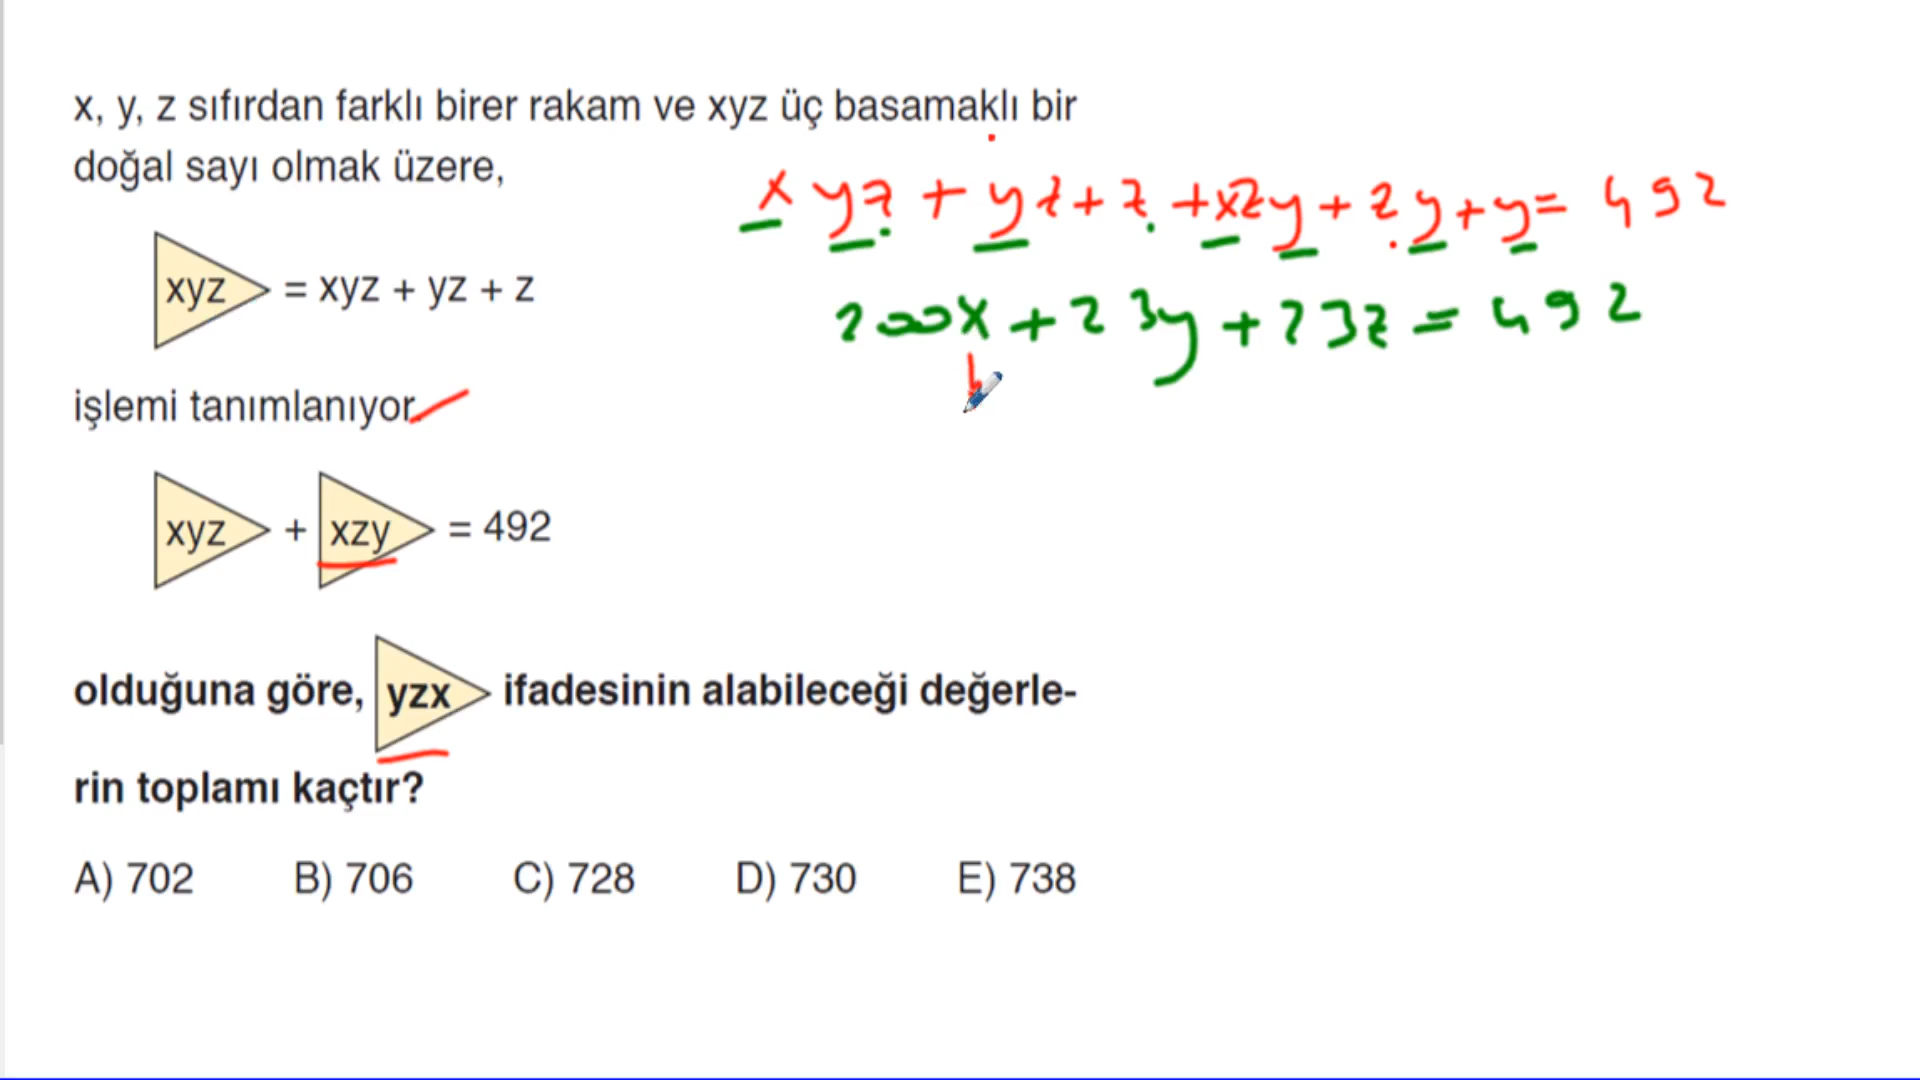 x, y, z sıfırdan farklı birer rakam ve xyz üç basamaklı bir
doğal sayı olmak üzere,
xyz = xyz + yz + z
işlemi tanımlanıyor.
xyz + xzy = 492
olduğuna göre, yzx ifadesinin alabileceği değerle-
rin toplamı kaçtır?
A) 702 B) 706 C) 728 D) 730 E) 738
xyz + yz + z + xzy + zy + y = 492
200x + 23y + 23z = 492